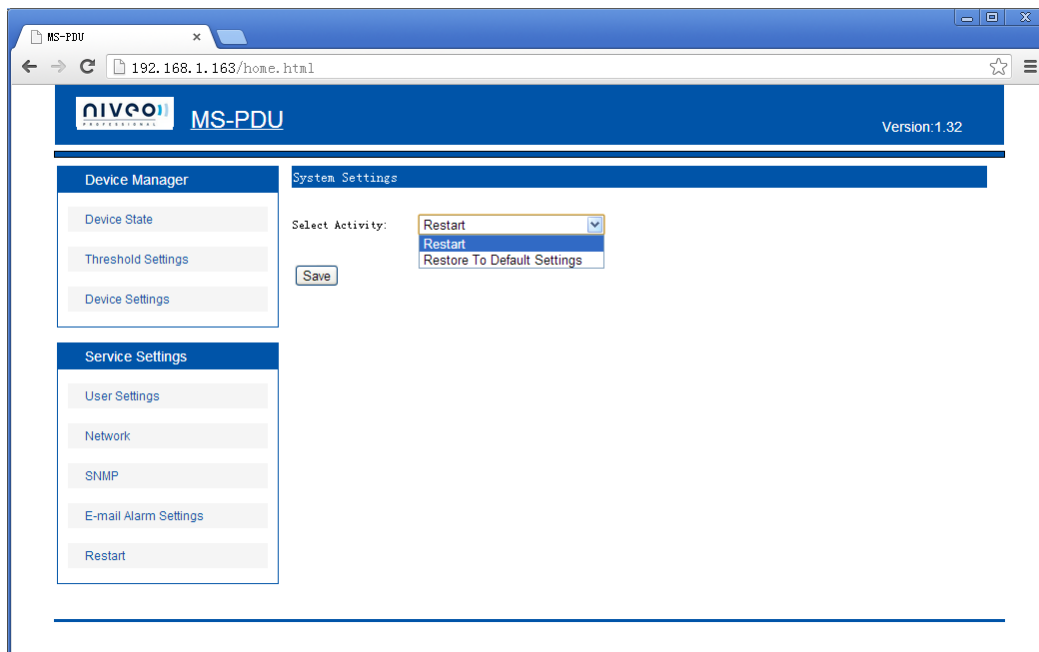 MS-PDU
192.168.1.163/home.html
niveo
PROFESSIONAL
MS-PDU
Version:1.32
Device Manager
Device State
Threshold Settings
Device Settings
Service Settings
User Settings
Network
SNMP
E-mail Alarm Settings
Restart
System Settings
Select Activity:
Restart
Restart
Restore To Default Settings
Save